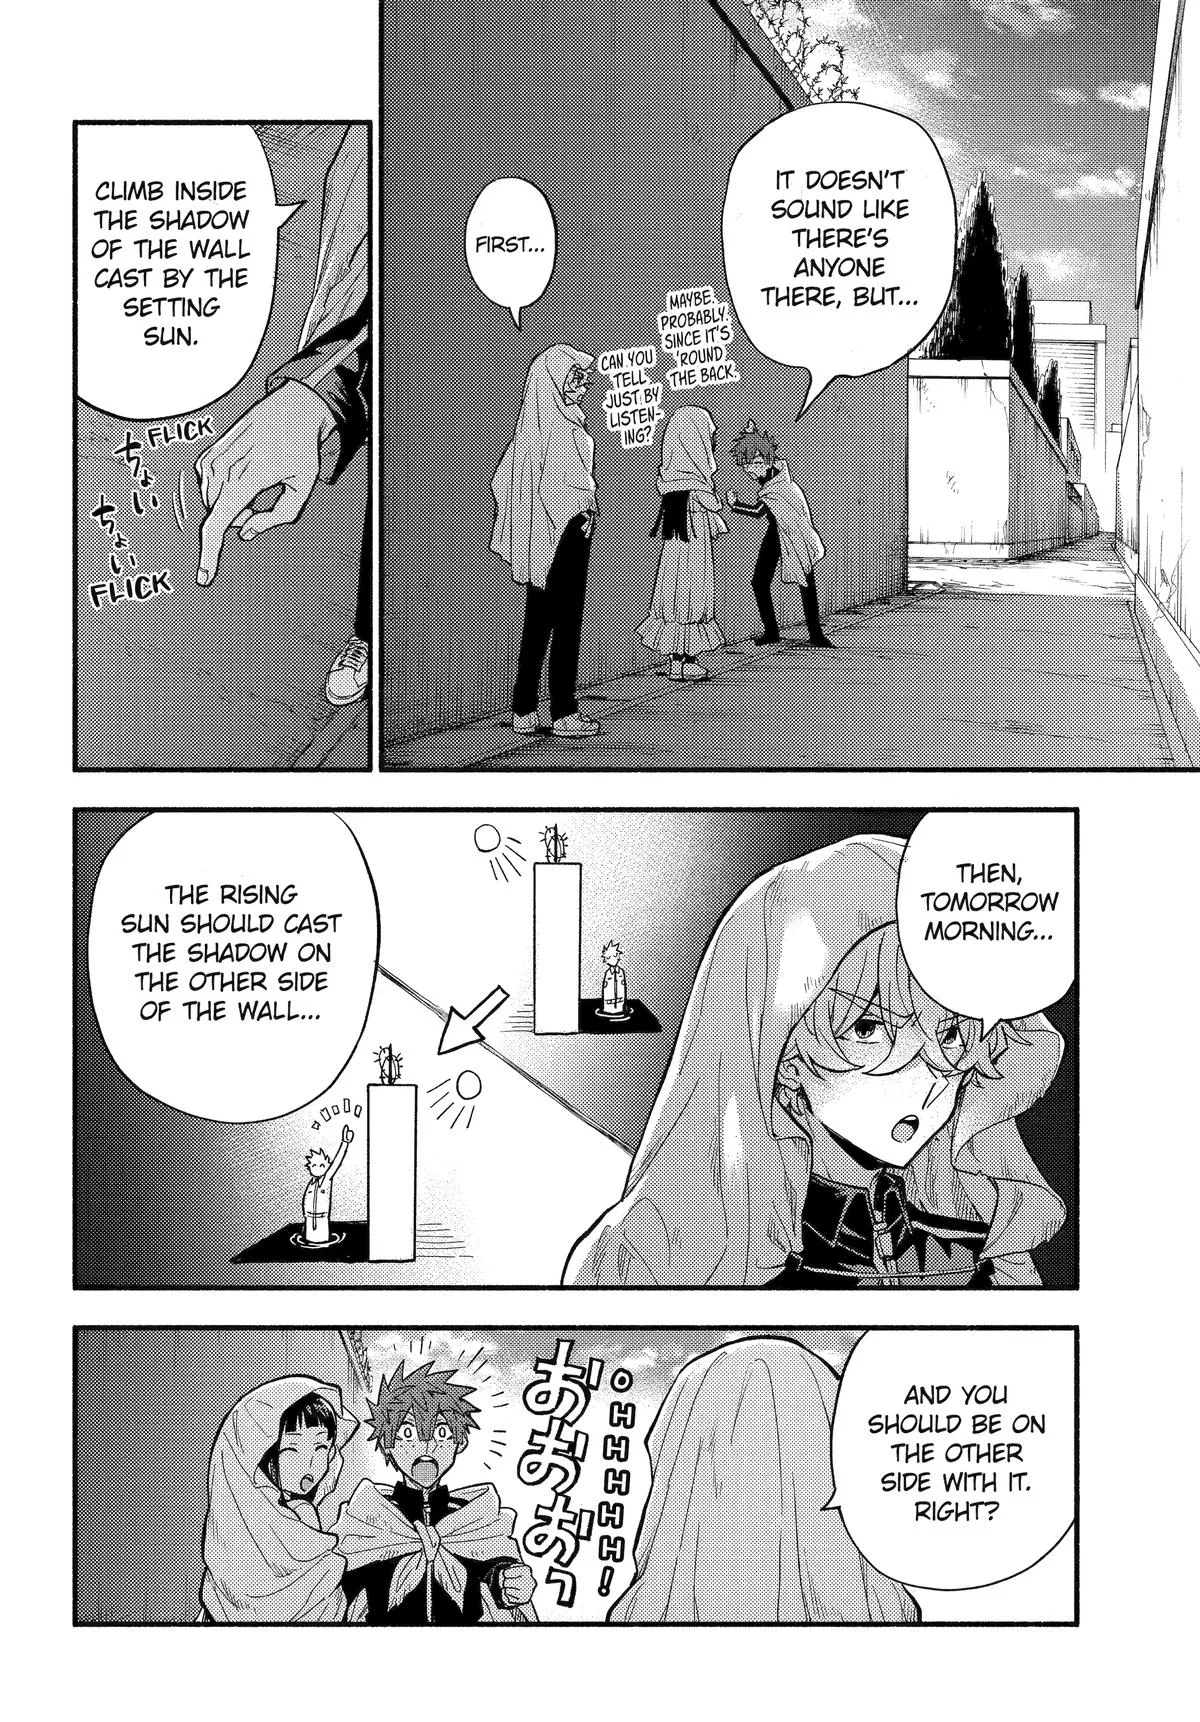 IT DOESN'T
SOUND LIKE
THERE'S
ANYONE
THERE, BUT...
MAYBE.
PROBABLY.
SINCE IT'S
'ROUND
THE BACK.
CAN YOU
TELL
JUST BY
LISTEN-
ING?
FIRST...
CLIMB INSIDE
THE SHADOW
OF THE WALL
CAST BY THE
SETTING
SUN.
FLICK
ちょい
ちょい
FLICK
THEN,
TOMORROW
MORNING...
THE RISING
SUN SHOULD CAST
THE SHADOW ON
THE OTHER SIDE
OF THE WALL...
AND YOU
SHOULD BE ON
THE OTHER
SIDE WITH IT.
RIGHT?
OHHHHH!
おおおっ